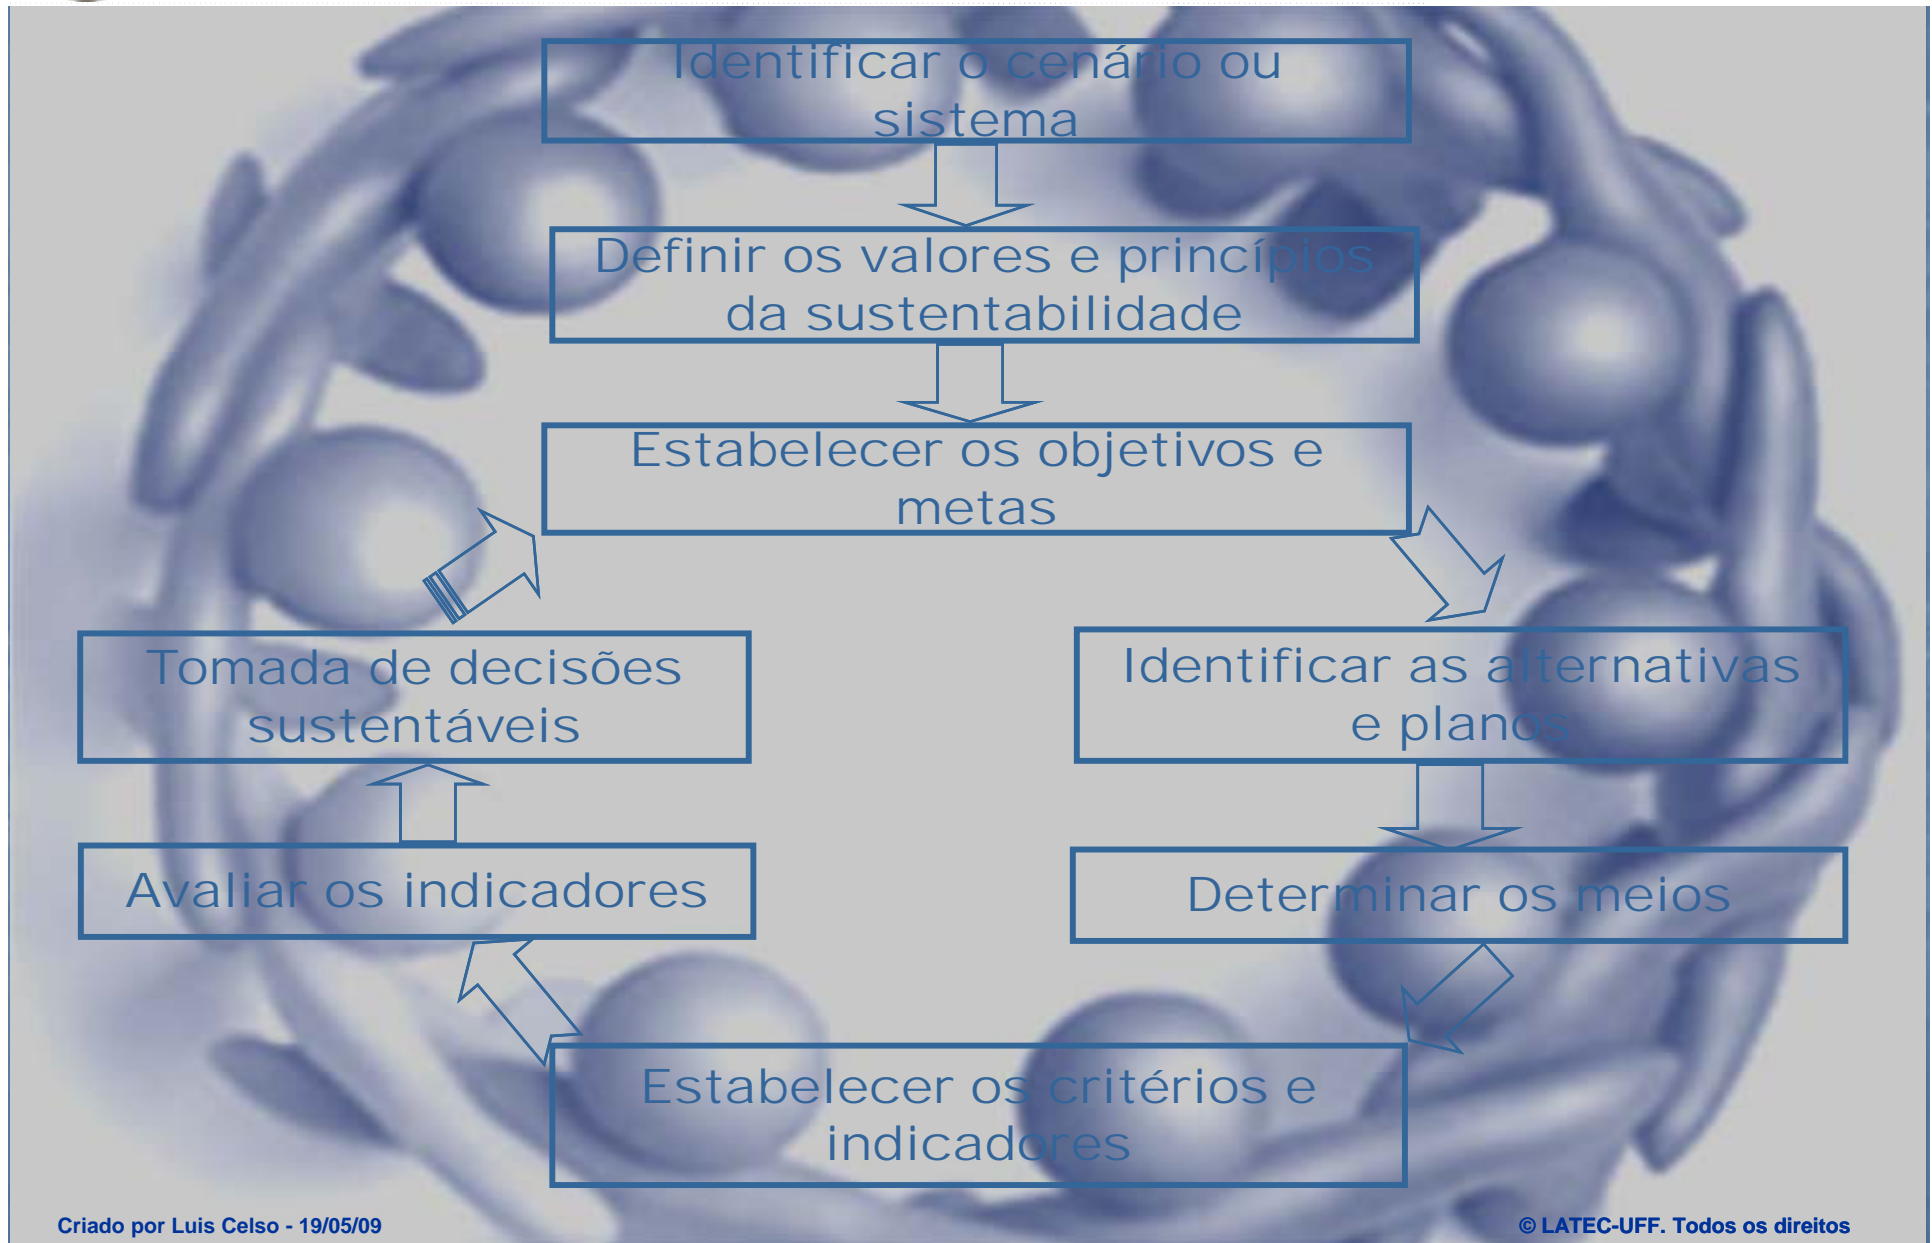 Identificar o cenário ou
sistema
Definir os valores e princípios
da sustentabilidade
Estabelecer os objetivos e
metas
Tomada de decisões
sustentáveis
Identificar as alternativas
e planos
Avaliar os indicadores
Determinar os meios
Estabelecer os critérios e
indicadores
Criado por Luis Celso - 19/05/09
© LATEC-UFF. Todos os direitos